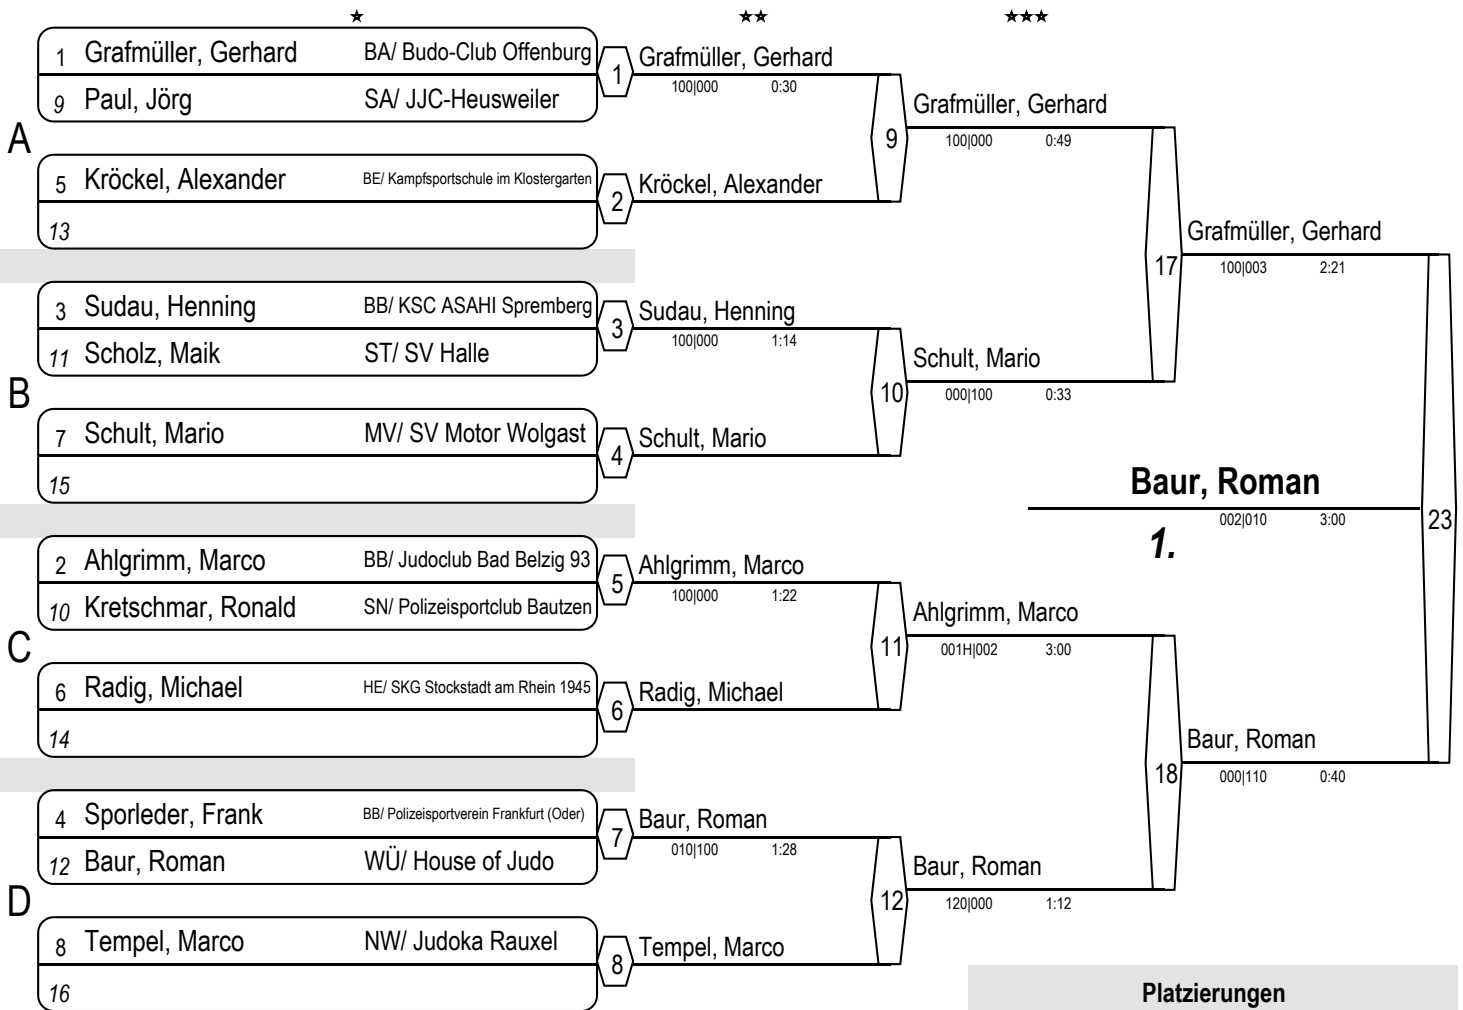 ★ ★★ ★★★
1 Grafmüller, Gerhard BA/ Budo-Club Offenburg
9 Paul, Jörg SA/ JJC-Heusweiler
1
Grafmüller, Gerhard
100|000 0:30
A
5 Kröckel, Alexander BE/ Kampfsportschule im Klostergarten
13
2
Kröckel, Alexander
9
Grafmüller, Gerhard
100|000 0:49
3 Sudau, Henning BB/ KSC ASAHI Spremberg
11 Scholz, Maik ST/ SV Halle
3
Sudau, Henning
100|000 1:14
B
7 Schult, Mario MV/ SV Motor Wolgast
15
4
Schult, Mario
10
Schult, Mario
000|100 0:33
17
Grafmüller, Gerhard
100|003 2:21
2 Ahlgrimm, Marco BB/ Judoclub Bad Belzig 93
10 Kretschmar, Ronald SN/ Polizeisportclub Bautzen
5
Ahlgrimm, Marco
100|000 1:22
C
6 Radig, Michael HE/ SKG Stockstadt am Rhein 1945
14
6
Radig, Michael
11
Ahlgrimm, Marco
001H|002 3:00
4 Sporleder, Frank BB/ Polizeisportverein Frankfurt (Oder)
12 Baur, Roman WÜ/ House of Judo
7
Baur, Roman
010|100 1:28
D
8 Tempel, Marco NW/ Judoka Rauxel
16
8
Tempel, Marco
12
Baur, Roman
120|000 1:12
18
Baur, Roman
000|110 0:40
23
Baur, Roman
002|010 3:00
1.
Platzierungen